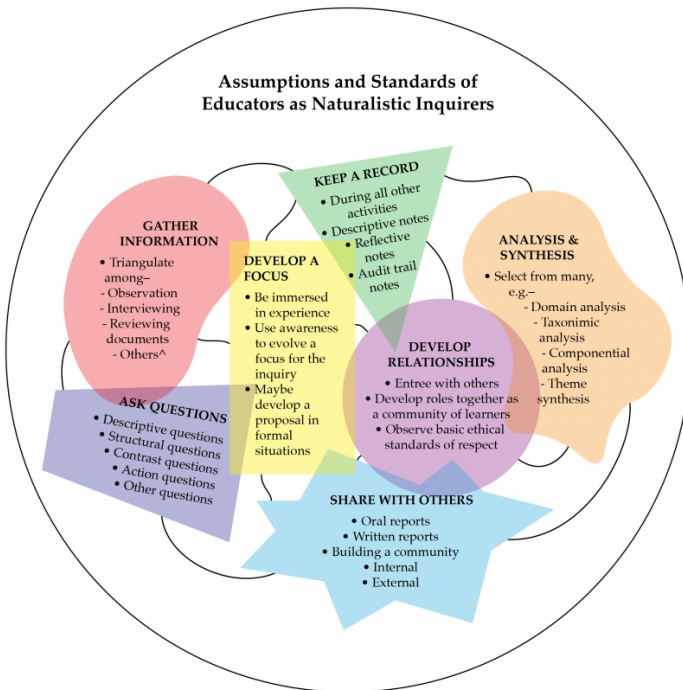 Assumptions and Standards of
Educators as Naturalistic Inquirers
KEEP A RECORD
• During all other
activities
• Descriptive notes
• Reflective
notes
• Audit trail
notes
GATHER
INFORMATION
• Triangulate
among–
- Observation
- Interviewing
- Reviewing
documents
- Others^
DEVELOP A
FOCUS
• Be immersed
in experience
• Use awareness
to evolve a
focus for the
inquiry
• Maybe
develop a
proposal in
formal
situations
ANALYSIS &
SYNTHESIS
• Select from many,
e.g.–
- Domain analysis
- Taxonimic
analysis
- Componential
analysis
- Theme
synthesis
DEVELOP
RELATIONSHIPS
• Entree with others
• Develop roles together as
a community of learners
• Observe basic ethical
standards of respect
ASK QUESTIONS
• Descriptive questions
• Structural questions
• Contrast questions
• Action questions
• Other questions
SHARE WITH OTHERS
• Oral reports
• Written reports
• Building a community
• Internal
• External